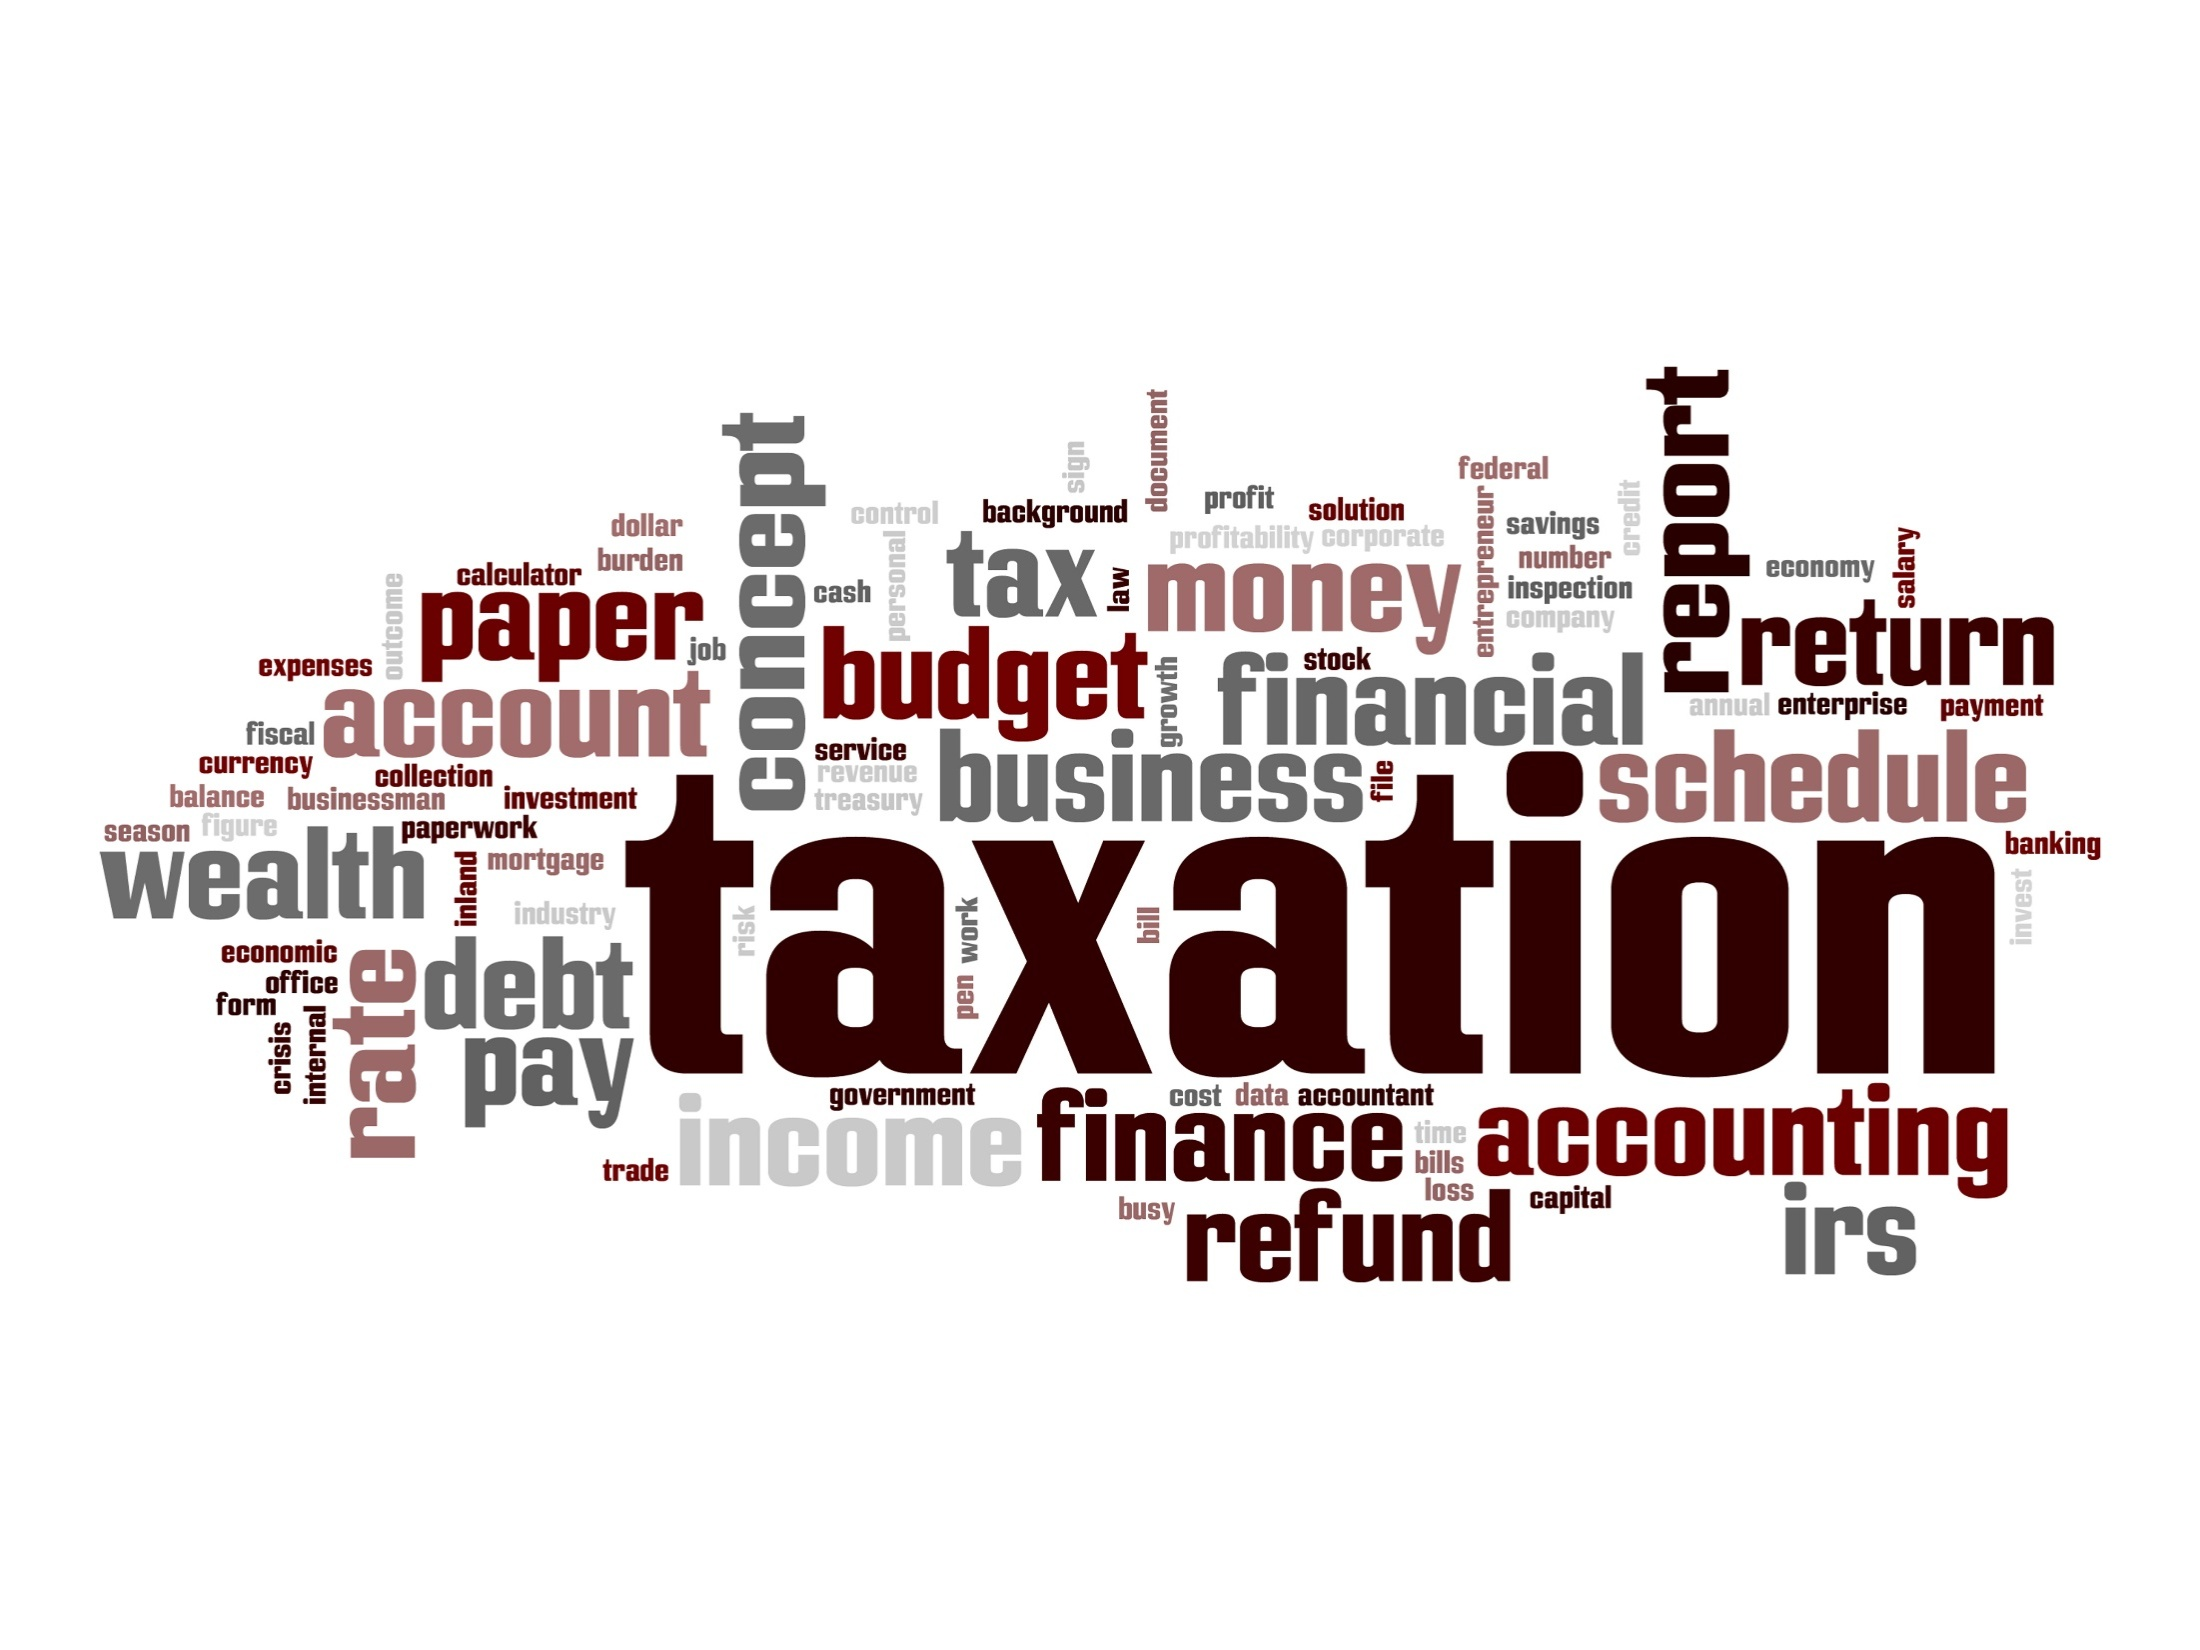 report
document
concept
sign
federal
credit
entrepreneur
profit
control
background
solution
dollar
savings
salary
personal
profitability
corporate
tax
number
burden
economy
calculator
outcome
law
money
inspection
cash
paper
company
return
job
budget
growth
stock
financial
expenses
account
annual
enterprise
payment
fiscal
service
business
file
schedule
currency
collection
revenue
treasury
balance
businessman
investment
season
figure
paperwork
taxation
banking
wealth
inland
mortgage
invest
industry
risk
work
bill
economic
rate
debt
office
form
pen
crisis
internal
pay
government
cost
data
accountant
income
finance
time
accounting
bills
trade
loss
capital
busy
refund
irs